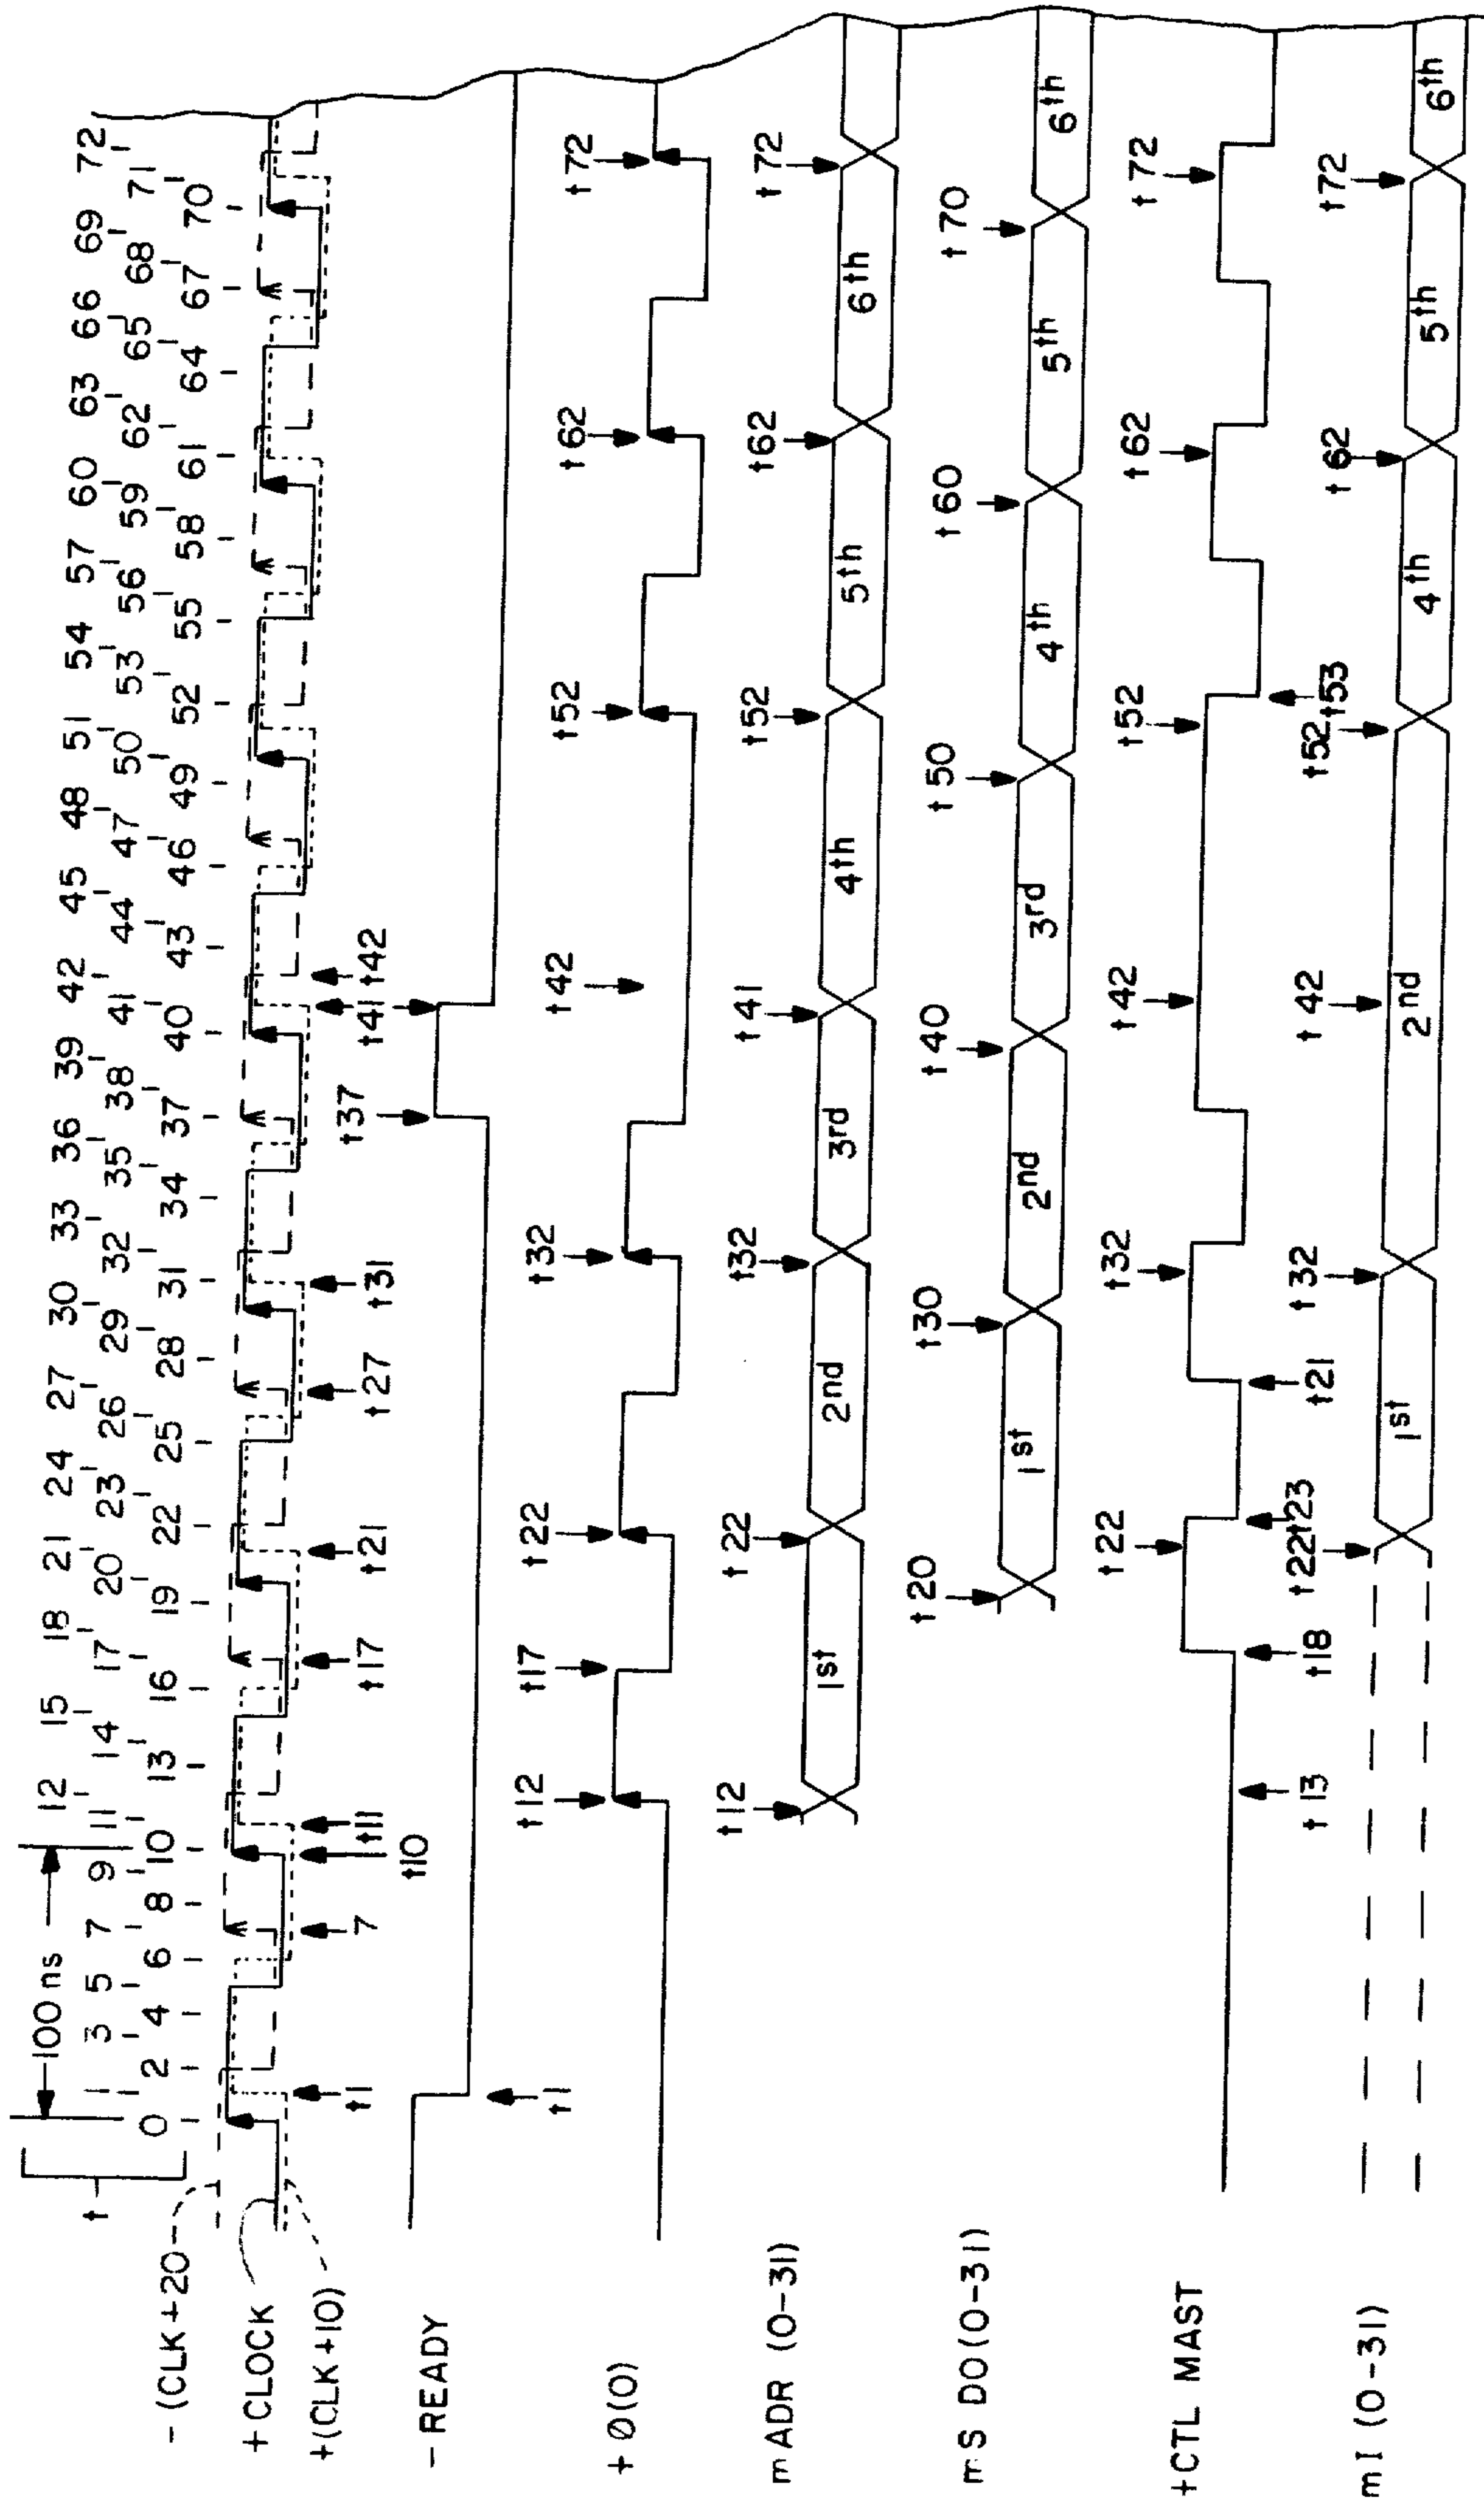 100 ns
12 15 18 21 24 27 30 33 36 39 42 45 48 51 54 57 60 63 66 69 72
t 1 3 5 7 9 11 14 17 20 23 26 29 32 35 38 41 44 47 50 53 56 59 62 65 68 71
0 2 4 6 8 10 13 16 19 22 25 28 31 34 37 40 43 46 49 52 55 58 61 64 67 70
-(CLK+20)
+CLOCK
+(CLK+10)
t1 7 t11 t17 t21 t27 t31 t41 t42
t10
-READY
t37
t1
+Ø(0)
t12 t17 t22 t32 t42 t52 t62 t72
mADR (0-31)
t12 t22 t32 t41 t52 t62 t72
1st 2nd 3rd 4th 5th 6th
mS DO(0-31)
t20 t30 t40 t50 t60 t70
1st 2nd 3rd 4th 5th 6th
+CTL MAST
t22 t32 t42 t52 t62 t72
t13 t18 t23 t21 t53
mI (0-31)
t22 t32 t42 t52 t62 t72
1st 2nd 4th 5th 6th